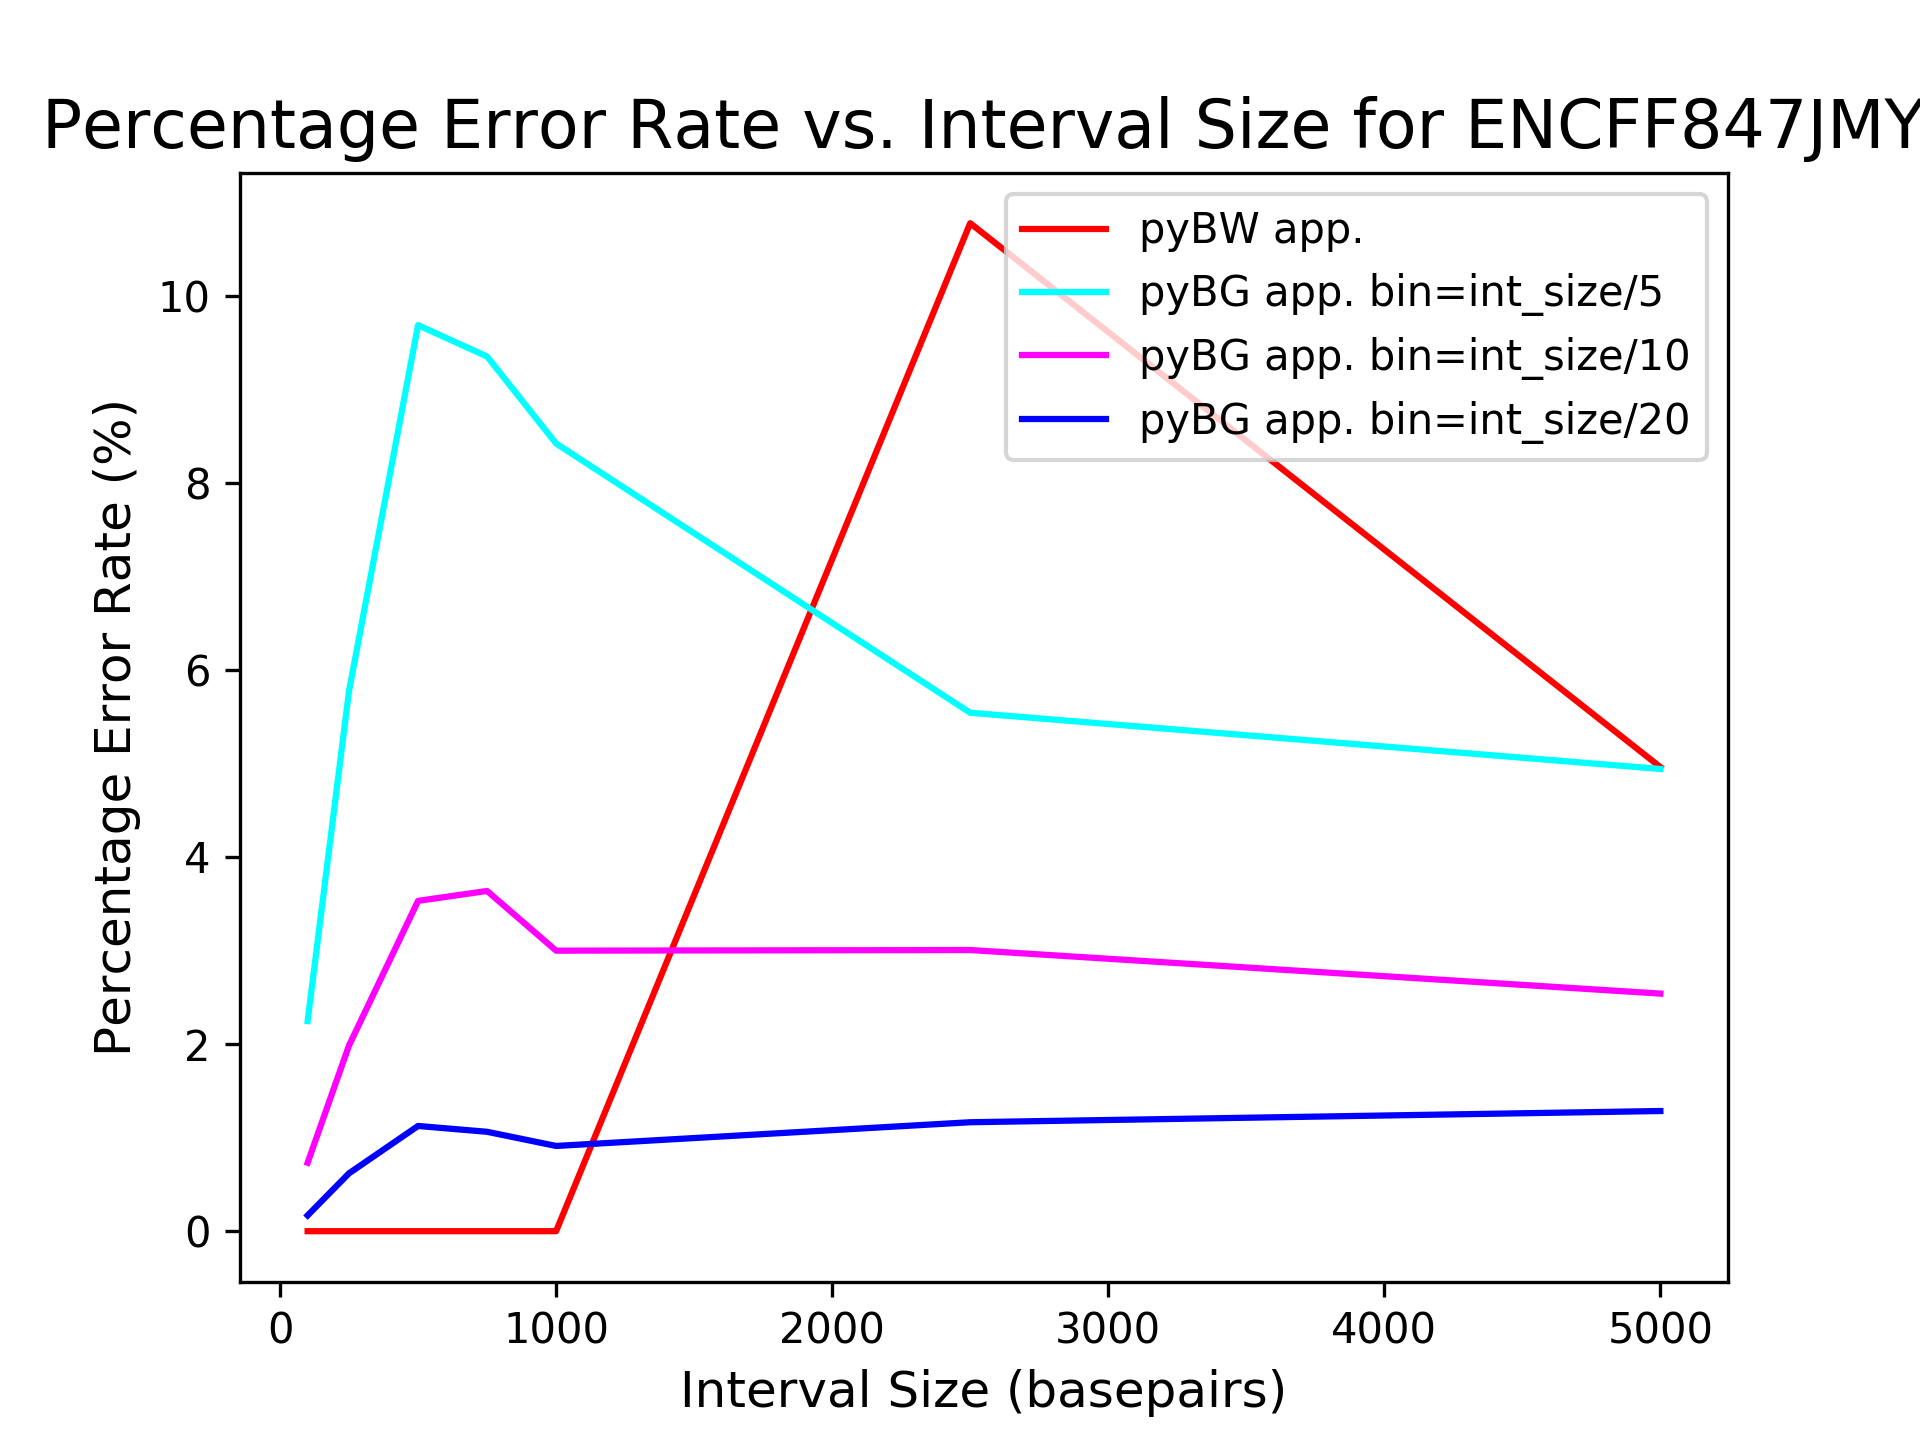 Percentage Error Rate vs. Interval Size for ENCFF847JMY
pyBW app.
pyBG app. bin=int_size/5
pyBG app. bin=int_size/10
pyBG app. bin=int_size/20
Percentage Error Rate (%)
10
8
6
4
2
0
0 1000 2000 3000 4000 5000
Interval Size (basepairs)